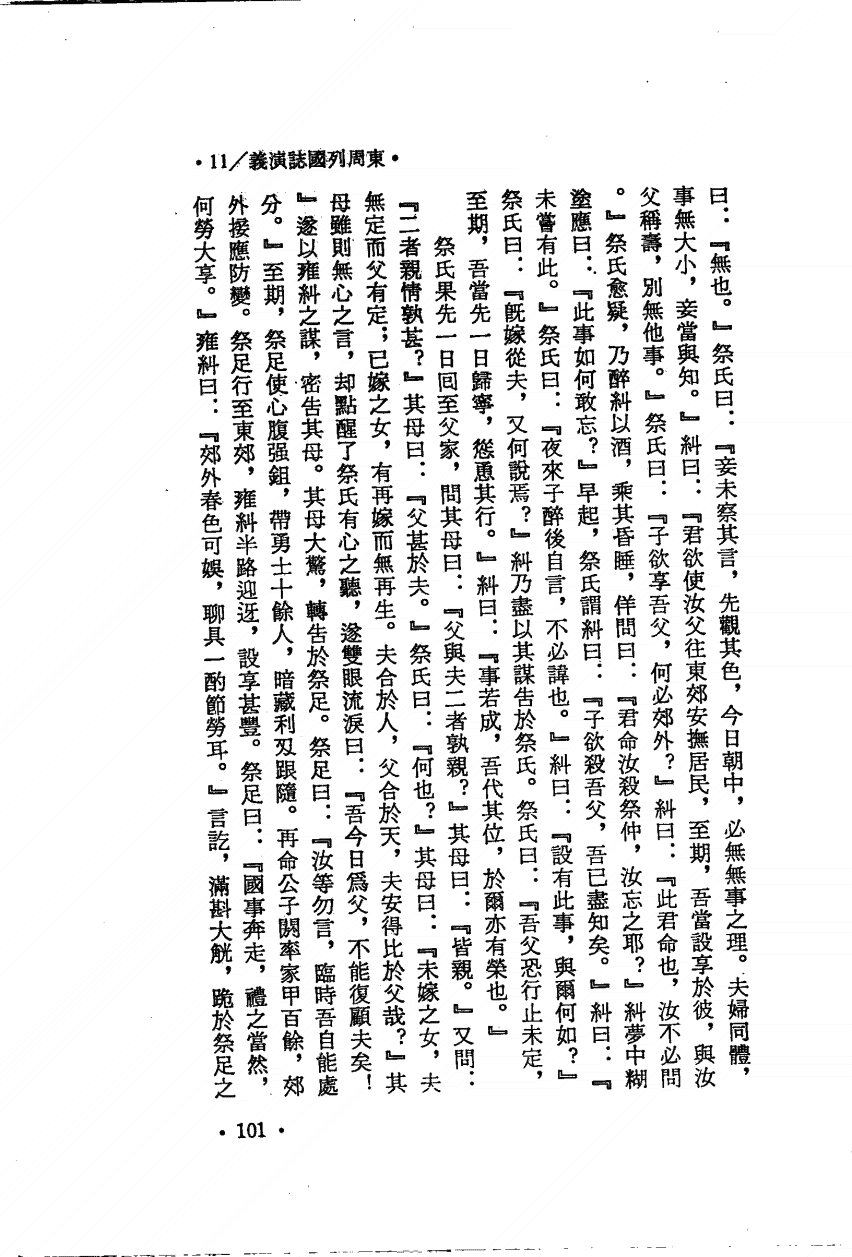 ·東周列國誌演義/11·
曰：『無也。』祭氏曰：『妾未察其言，先觀其色，今日朝中，必無無事之理。夫婦同體，
事無大小，妾當與知。』糾曰：『君欲使汝父往東郊安撫居民，至期，吾當設享於彼，與汝
父稱壽，別無他事。』祭氏曰：『子欲享吾父，何必郊外？』糾曰：『此君命也，汝不必問
。』祭氏愈疑，乃醉糾以酒，乘其昏睡，佯問曰：『君命汝殺祭仲，汝忘之耶？』糾夢中糊
塗應曰：『此事如何敢忘？』早起，祭氏謂糾曰：『子欲殺吾父，吾已盡知矣。』糾曰：『
未嘗有此。』祭氏曰：『夜來子醉後自言，不必諱也。』糾曰：『設有此事，與爾何如？』
祭氏曰：『既嫁從夫，又何說焉？』糾乃盡以其謀告於祭氏。祭氏曰：『吾父恐行止未定，
至期，吾當先一日歸寧，慫恿其行。』糾曰：『事若成，吾代其位，於爾亦有榮也。』
祭氏果先一日回至父家，問其母曰：『父與夫二者孰親？』其母曰：『皆親。』又問：
『二者親情孰甚？』其母曰：『父甚於夫。』祭氏曰：『何也？』其母曰：『未嫁之女，夫
無定而父有定；已嫁之女，有再嫁而無再生。夫合於人，父合於天，夫安得比於父哉？』其
母雖則無心之言，却點醒了祭氏有心之聽，遂雙眼流淚曰：『吾今日爲父，不能復顧夫矣！
』遂以雍糾之謀，密告其母。其母大驚，轉告於祭足。祭足曰：『汝等勿言，臨時吾自能處
分。』至期，祭足使心腹强鉏，帶勇士十餘人，暗藏利刄跟隨。再命公子閼率家甲百餘，郊
外接應防變。祭足行至東郊，雍糾半路迎迓，設享甚豐。祭足曰：『國事奔走，禮之當然，
何勞大享。』雍糾曰：『郊外春色可娛，聊具一酌節勞耳。』言訖，滿斟大觥，跪於祭足之
·101·